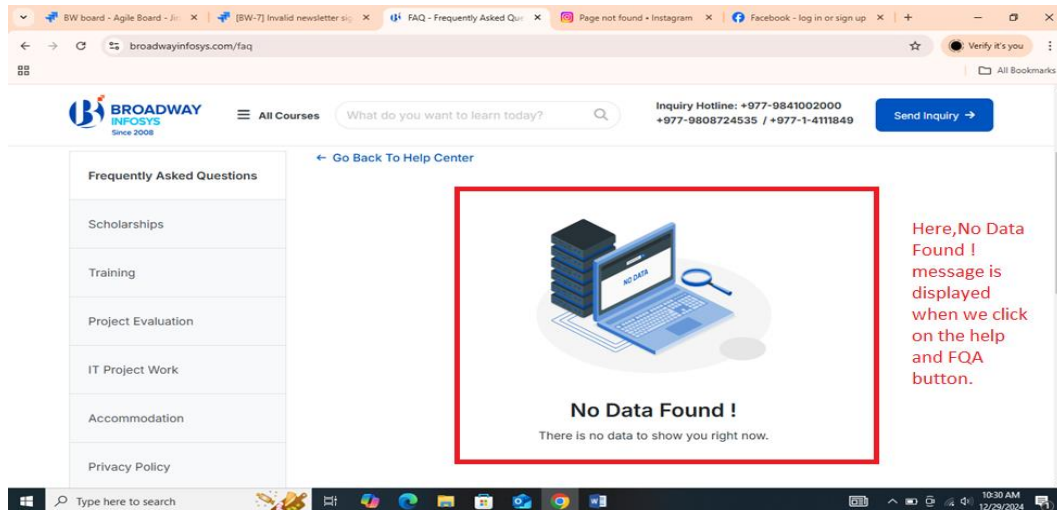 BW board - Agile Board - Jir
[BW-7] Invalid newsletter sig
FAQ - Frequently Asked Que
Page not found • Instagram
Facebook - log in or sign up
broadwayinfosys.com/faq
Verify it's you
All Bookmarks
BROADWAY
INFOSYS
Since 2008
All Courses
What do you want to learn today?
Inquiry Hotline: +977-9841002000
+977-9808724535 / +977-1-4111849
Send Inquiry →
← Go Back To Help Center
Frequently Asked Questions
Scholarships
Training
Project Evaluation
IT Project Work
Accommodation
Privacy Policy
NO DATA
No Data Found !
There is no data to show you right now.
Here,No Data
Found !
message is
displayed
when we click
on the help
and FQA
button.
Type here to search
10:30 AM
12/29/2024